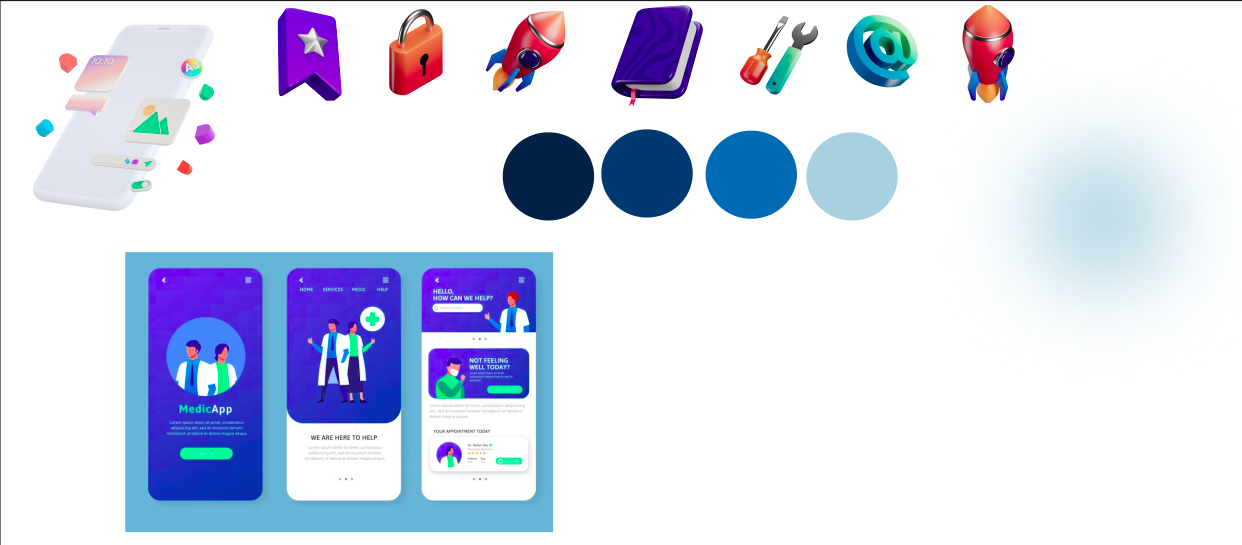 10:10
Aa
@
HOME SERVICES MEDIC HELP
HELLO,
HOW CAN WE HELP?
NOT FEELING
WELL TODAY?
MedicApp
Lorem ipsum dolor sit amet, consectetur
adipiscing elit, sed do eiusmod tempor
incididunt ut labore et dolore magna aliqua
WE ARE HERE TO HELP
Lorem ipsum dolor sit amet, consectetur
adipiscing elit, sed do eiusmod tempor
incididunt ut labore et dolore magna aliqua
Lorem ipsum dolor sit amet, consectetur adipiscing
elit, sed do eiusmod tempor incididunt ut labore et
dolore magna aliqua
YOUR APPOINTMENT TODAY